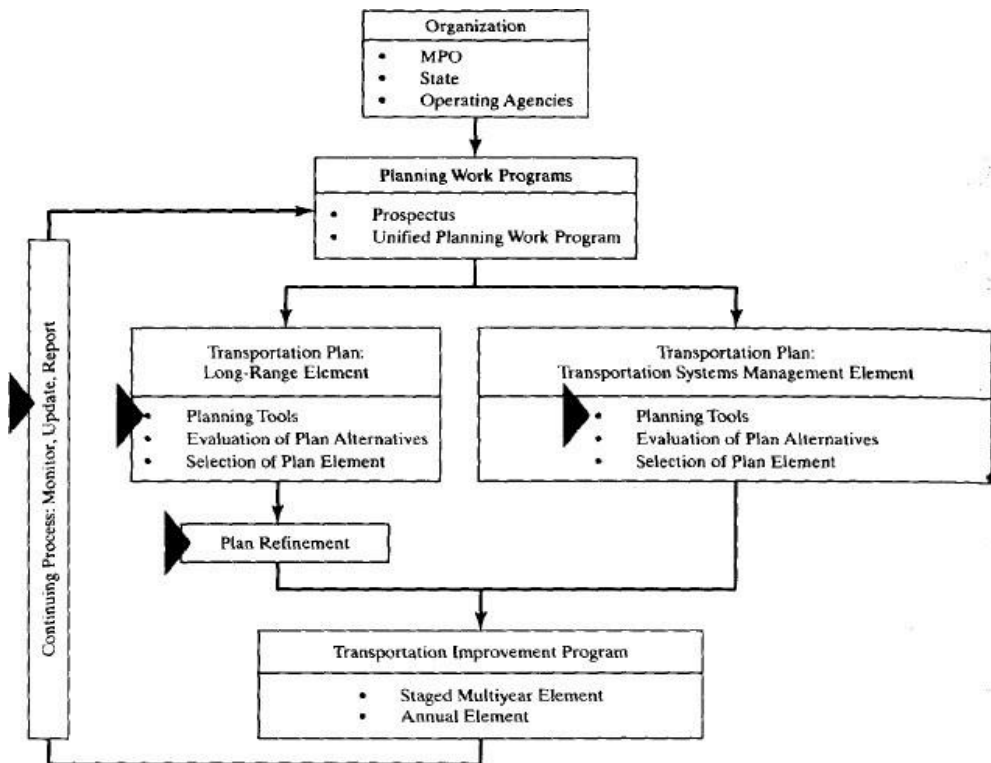 Organization
• MPO
• State
• Operating Agencies
Planning Work Programs
• Prospectus
• Unified Planning Work Program
Transportation Plan:
Long-Range Element
• Planning Tools
• Evaluation of Plan Alternatives
• Selection of Plan Element
Transportation Plan:
Transportation Systems Management Element
• Planning Tools
• Evaluation of Plan Alternatives
• Selection of Plan Element
Plan Refinement
Transportation Improvement Program
• Staged Multiyear Element
• Annual Element
Continuing Process: Monitor, Update, Report